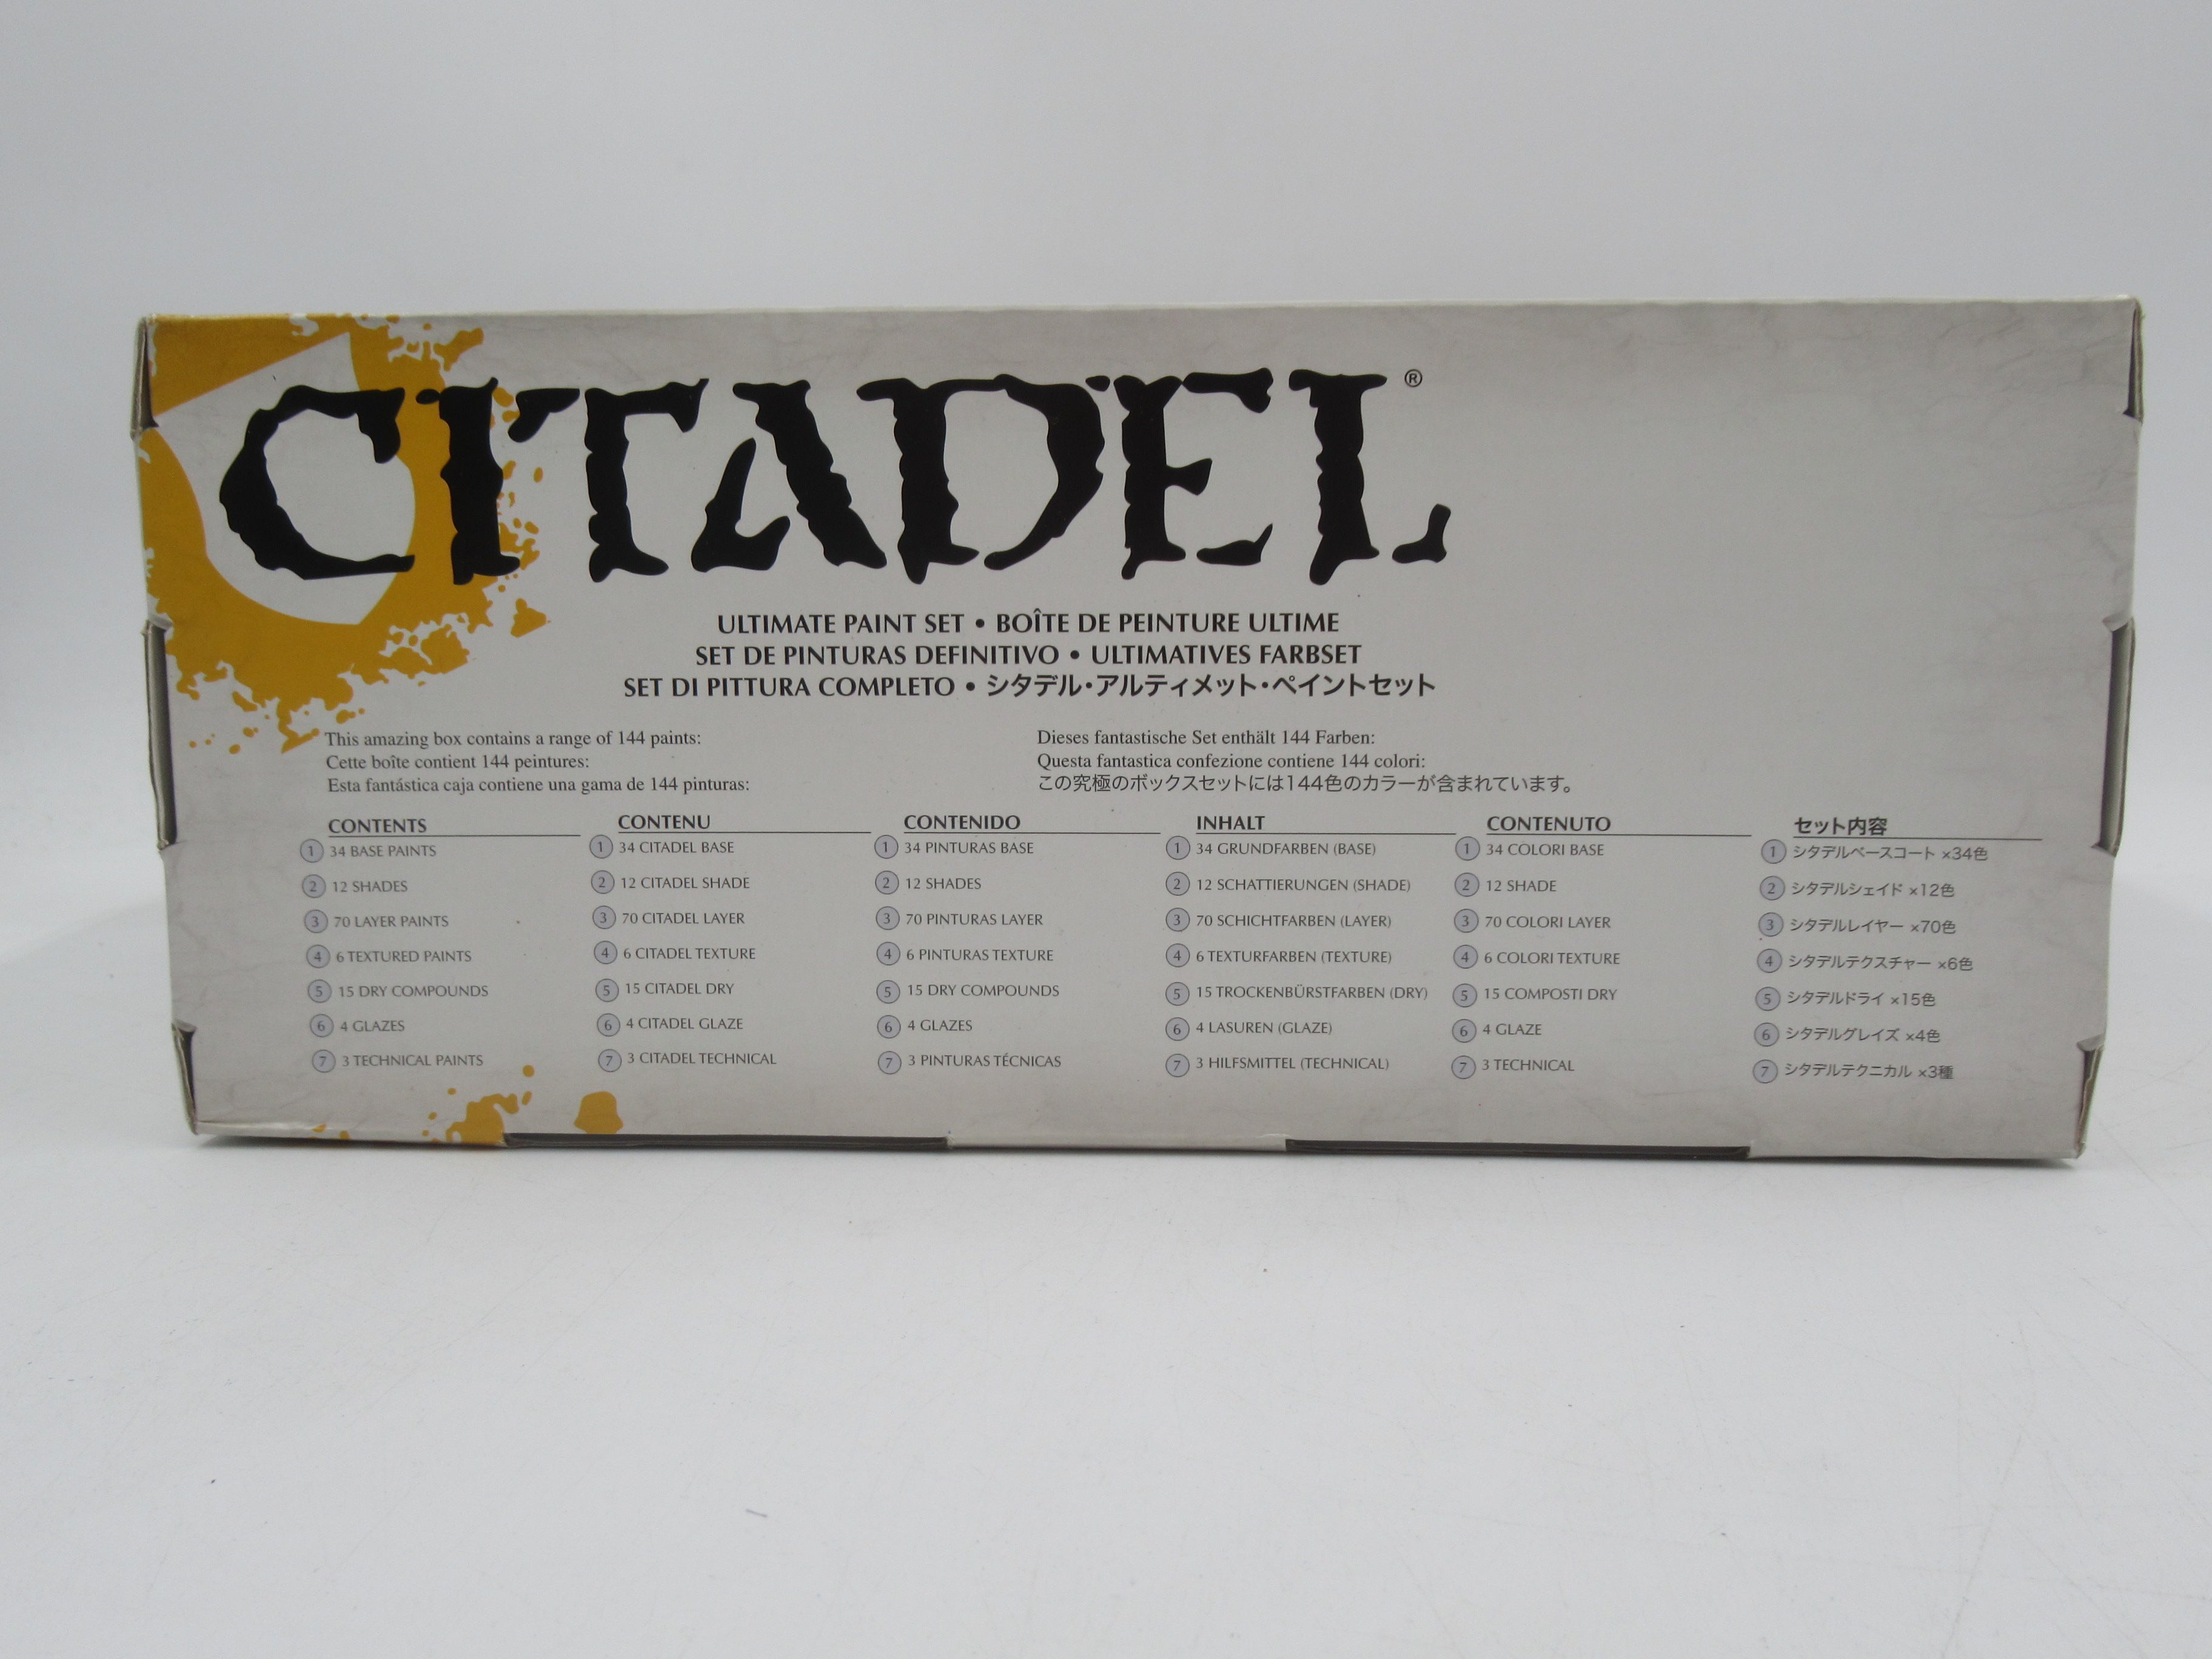 CITADEL®
ULTIMATE PAINT SET • BOÎTE DE PEINTURE ULTIME
SET DE PINTURAS DEFINITIVO • ULTIMATIVES FARBSET
SET DI PITTURA COMPLETO • シタデル・アルティメット・ペイントセット
This amazing box contains a range of 144 paints:
Cette boîte contient 144 peintures:
Esta fantástica caja contiene una gama de 144 pinturas:
Dieses fantastische Set enthält 144 Farben:
Questa fantastica confezione contiene 144 colori:
この究極のボックスセットには144色のカラーが含まれています。
CONTENTS
1 34 BASE PAINTS
2 12 SHADES
3 70 LAYER PAINTS
4 6 TEXTURED PAINTS
5 15 DRY COMPOUNDS
6 4 GLAZES
7 3 TECHNICAL PAINTS
CONTENU
1 34 CITADEL BASE
2 12 CITADEL SHADE
3 70 CITADEL LAYER
4 6 CITADEL TEXTURE
5 15 CITADEL DRY
6 4 CITADEL GLAZE
7 3 CITADEL TECHNICAL
CONTENIDO
1 34 PINTURAS BASE
2 12 SHADES
3 70 PINTURAS LAYER
4 6 PINTURAS TEXTURE
5 15 DRY COMPOUNDS
6 4 GLAZES
7 3 PINTURAS TÉCNICAS
INHALT
1 34 GRUNDFARBEN (BASE)
2 12 SCHATTIERUNGEN (SHADE)
3 70 SCHICHTFARBEN (LAYER)
4 6 TEXTURFARBEN (TEXTURE)
5 15 TROCKENBÜRSTFARBEN (DRY)
6 4 LASUREN (GLAZE)
7 3 HILFSMITTEL (TECHNICAL)
CONTENUTO
1 34 COLORI BASE
2 12 SHADE
3 70 COLORI LAYER
4 6 COLORI TEXTURE
5 15 COMPOSTI DRY
6 4 GLAZE
7 3 TECHNICAL
セット内容
1 シタデルベースコート ×34色
2 シタデルシェイド ×12色
3 シタデルレイヤー ×70色
4 シタデルテクスチャー ×6色
5 シタデルドライ ×15色
6 シタデルグレイズ ×4色
7 シタデルテクニカル ×3種